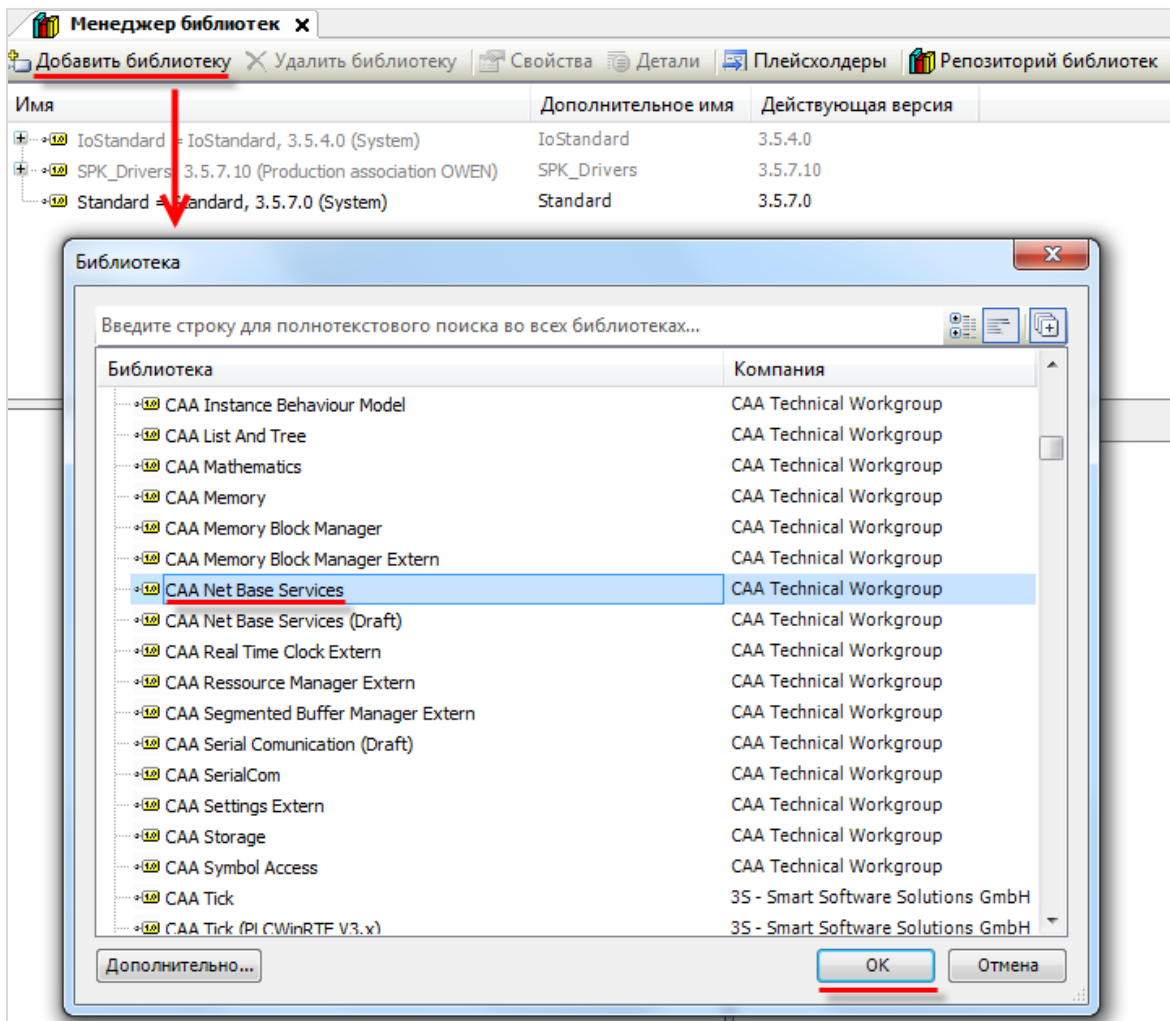 Менеджер библиотек
Добавить библиотеку Удалить библиотеку Свойства Детали Плейсхолдеры Репозиторий библиотек
Имя Дополнительное имя Действующая версия
IoStandard = IoStandard, 3.5.4.0 (System) IoStandard 3.5.4.0
SPK_Drivers, 3.5.7.10 (Production association OWEN) SPK_Drivers 3.5.7.10
Standard = Standard, 3.5.7.0 (System) Standard 3.5.7.0
Библиотека
Введите строку для полнотекстового поиска во всех библиотеках...
Библиотека Компания
CAA Instance Behaviour Model CAA Technical Workgroup
CAA List And Tree CAA Technical Workgroup
CAA Mathematics CAA Technical Workgroup
CAA Memory CAA Technical Workgroup
CAA Memory Block Manager CAA Technical Workgroup
CAA Memory Block Manager Extern CAA Technical Workgroup
CAA Net Base Services CAA Technical Workgroup
CAA Net Base Services (Draft) CAA Technical Workgroup
CAA Real Time Clock Extern CAA Technical Workgroup
CAA Ressource Manager Extern CAA Technical Workgroup
CAA Segmented Buffer Manager Extern CAA Technical Workgroup
CAA Serial Comunication (Draft) CAA Technical Workgroup
CAA SerialCom CAA Technical Workgroup
CAA Settings Extern CAA Technical Workgroup
CAA Storage CAA Technical Workgroup
CAA Symbol Access CAA Technical Workgroup
CAA Tick 3S - Smart Software Solutions GmbH
CAA Tick (PLCWinRTE V3.x) 3S - Smart Software Solutions GmbH
Дополнительно... OK Отмена